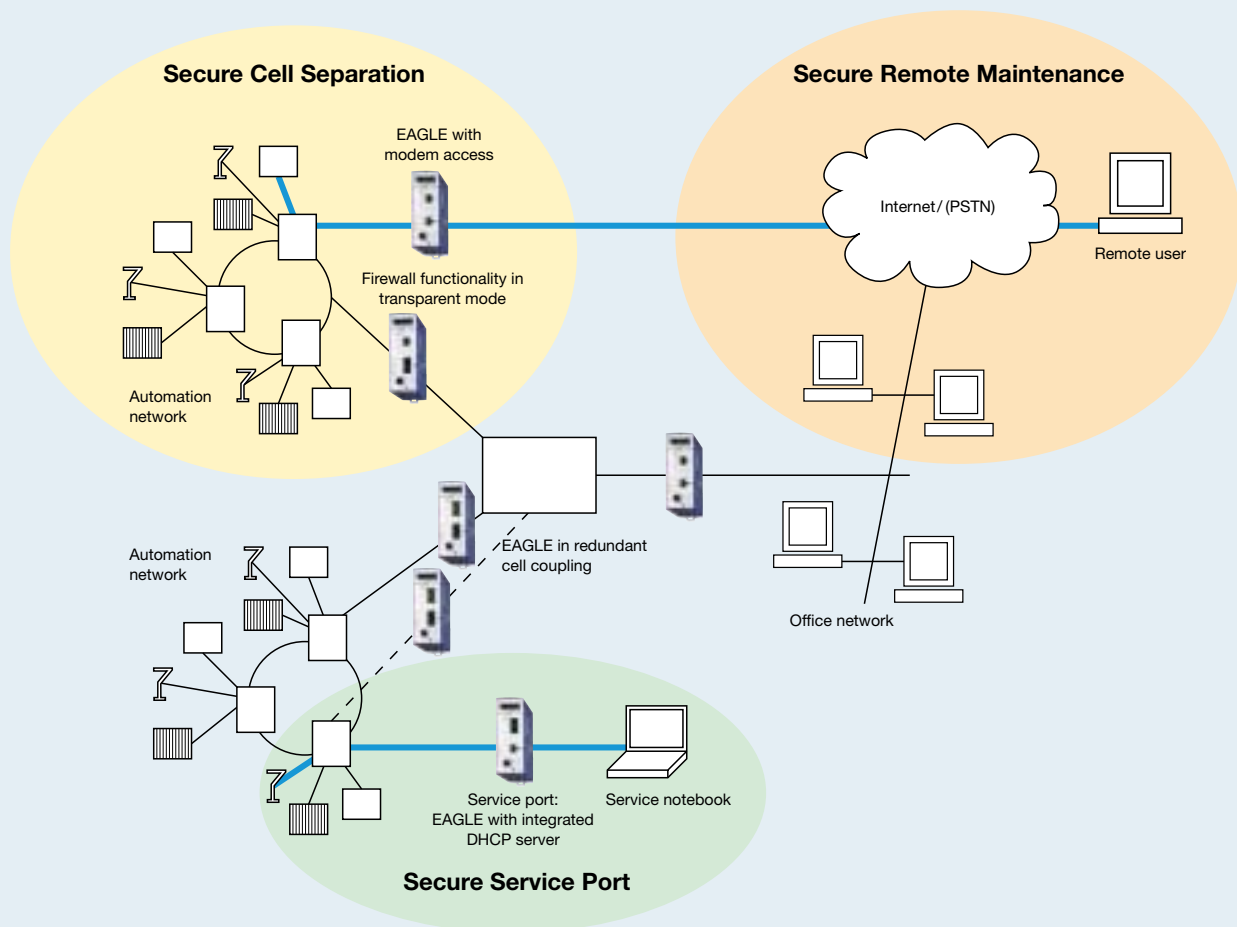 Secure Cell Separation
Secure Remote Maintenance
EAGLE with
modem access
Internet/(PSTN)
Remote user
Firewall functionality in
transparent mode
Automation
network
EAGLE in redundant
cell coupling
Automation
network
Office network
Service port:
EAGLE with integrated
DHCP server
Service notebook
Secure Service Port